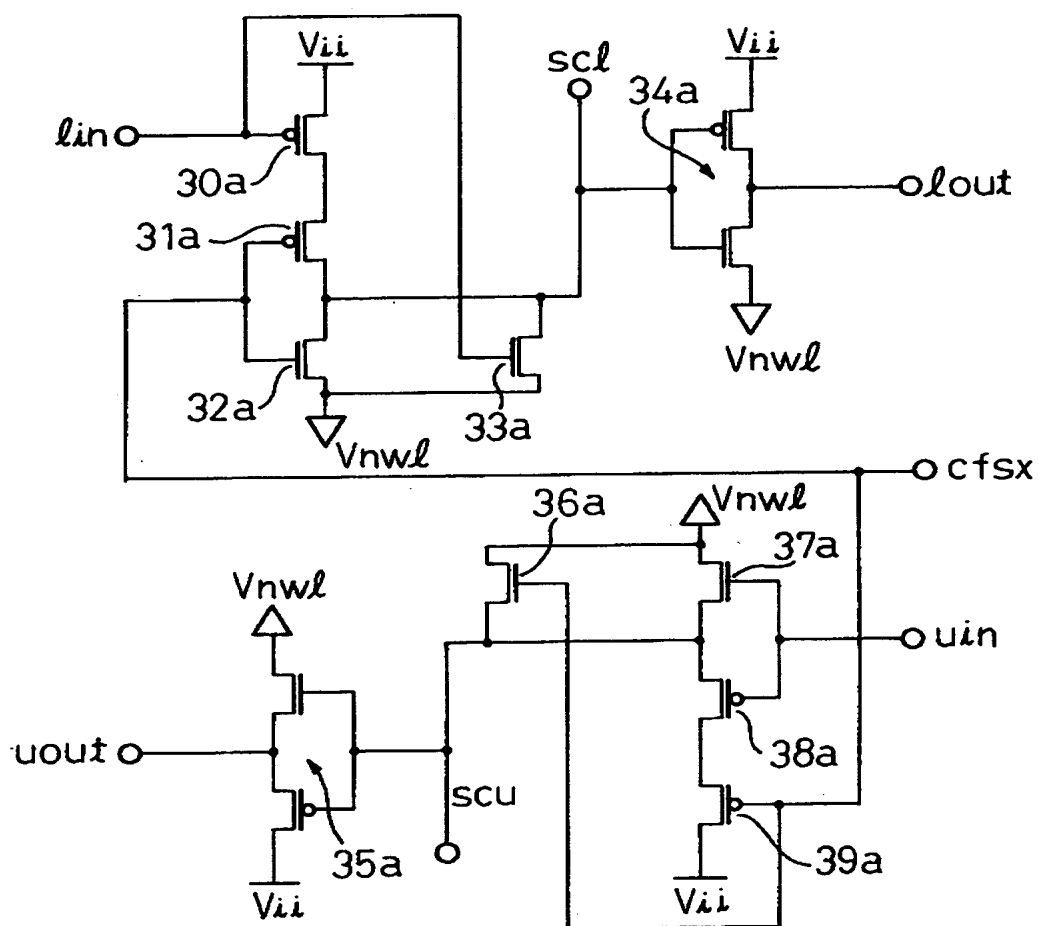 Vii
scl
Vii
34a
lin
30a
lout
31a
Vnwl
32a
33a
Vnwl
cfsx
36a
Vnwl
37a
Vnwl
uin
uout
38a
scu
35a
39a
Vii
Vii